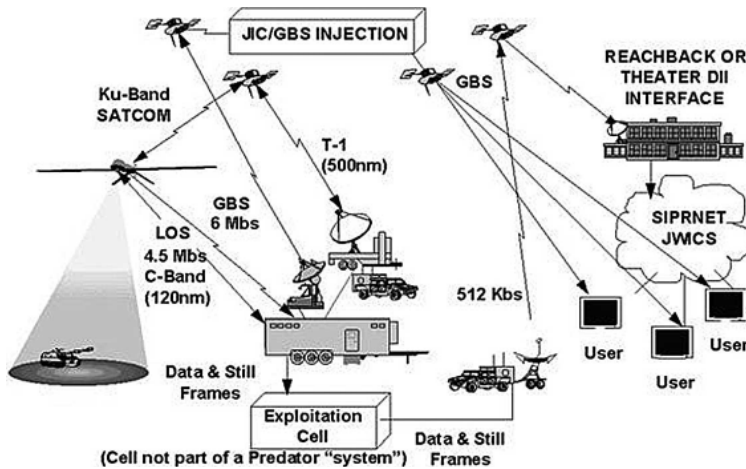 JIC/GBS INJECTION
GBS
REACHBACK OR
THEATER DII
INTERFACE
Ku-Band
SATCOM
T-1
(500nm)
GBS
6 Mbs
LOS
4.5 Mbs
C-Band
(120nm)
SIPRNET
JWICS
512 Kbs
User
User
User
Data & Still
Frames
Exploitation
Cell
Data & Still
Frames
(Cell not part of a Predator “system”)